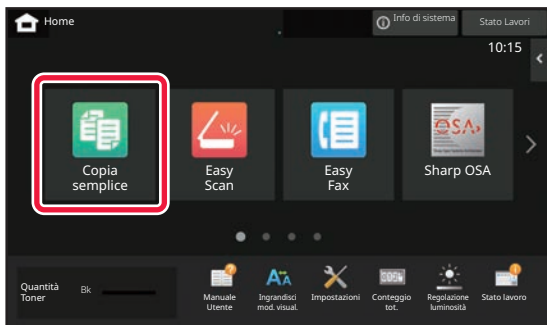 Home
Info di sistema
Stato Lavori
10:15
Copia
semplice
Easy
Scan
Easy
Fax
OSA
Sharp OSA
Quantità
Toner
Bk
Manuale
Utente
Ingrandisci
mod. visual.
Impostazioni
Conteggio
tot.
Regolazione
luminosità
Stato lavoro